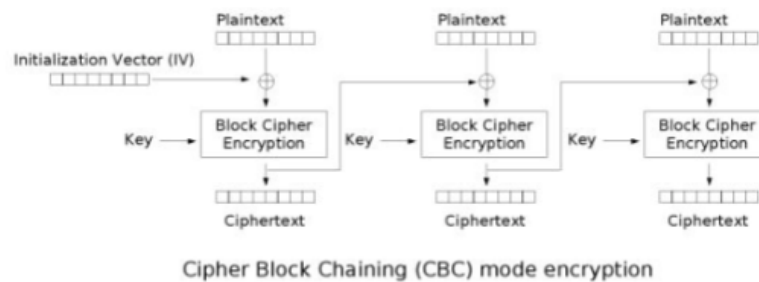 Plaintext Plaintext Plaintext
Initialization Vector (IV)
Key Block Cipher Encryption Key Block Cipher Encryption Key Block Cipher Encryption
Ciphertext Ciphertext Ciphertext
Cipher Block Chaining (CBC) mode encryption